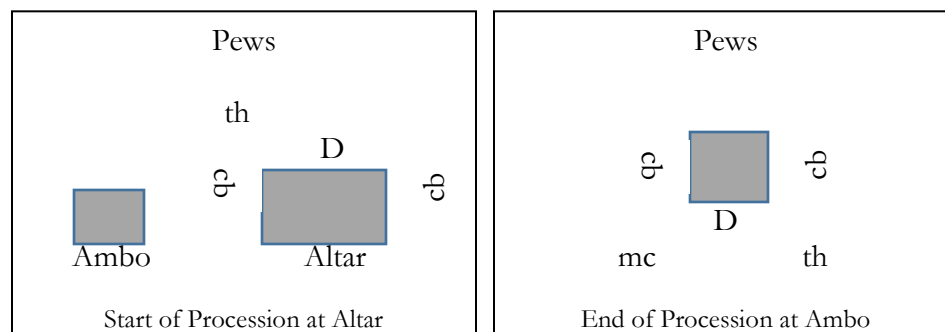 Pews
th
D
cb
cb
Ambo
Altar
Start of Procession at Altar
Pews
cb
cb
D
mc
th
End of Procession at Ambo